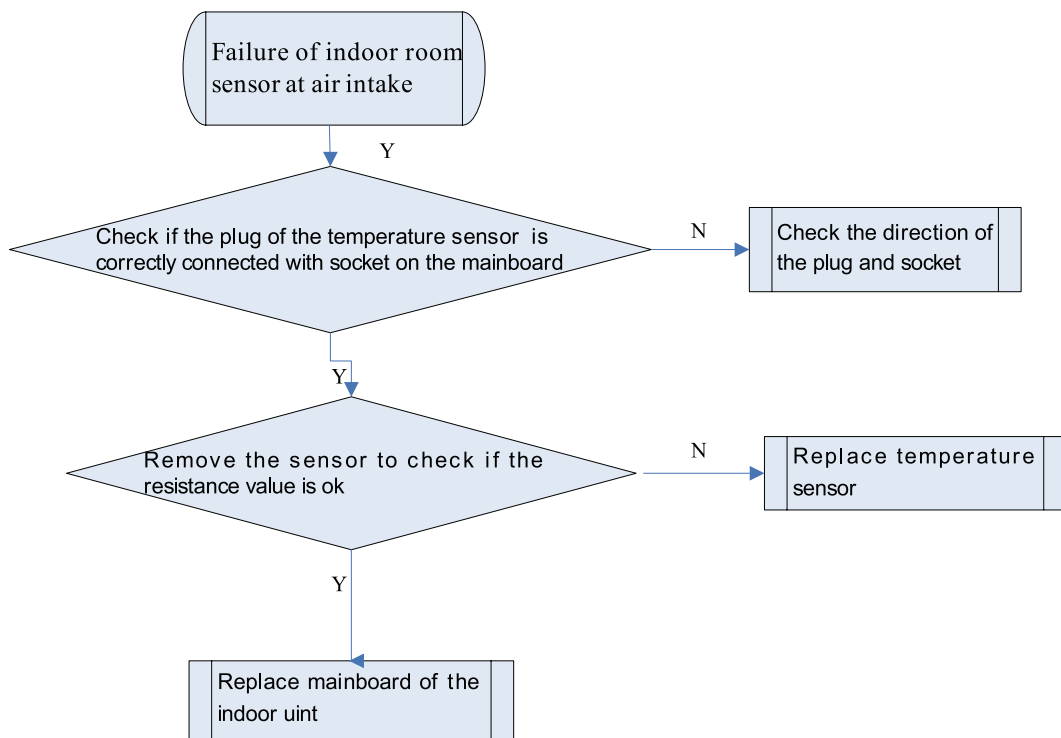 Failure of indoor room
sensor at air intake
Y
Check if the plug of the temperature sensor is
correctly connected with socket on the mainboard
N
Check the direction of
the plug and socket
Y
Remove the sensor to check if the
resistance value is ok
N
Replace temperature
sensor
Y
Replace mainboard of the
indoor uint